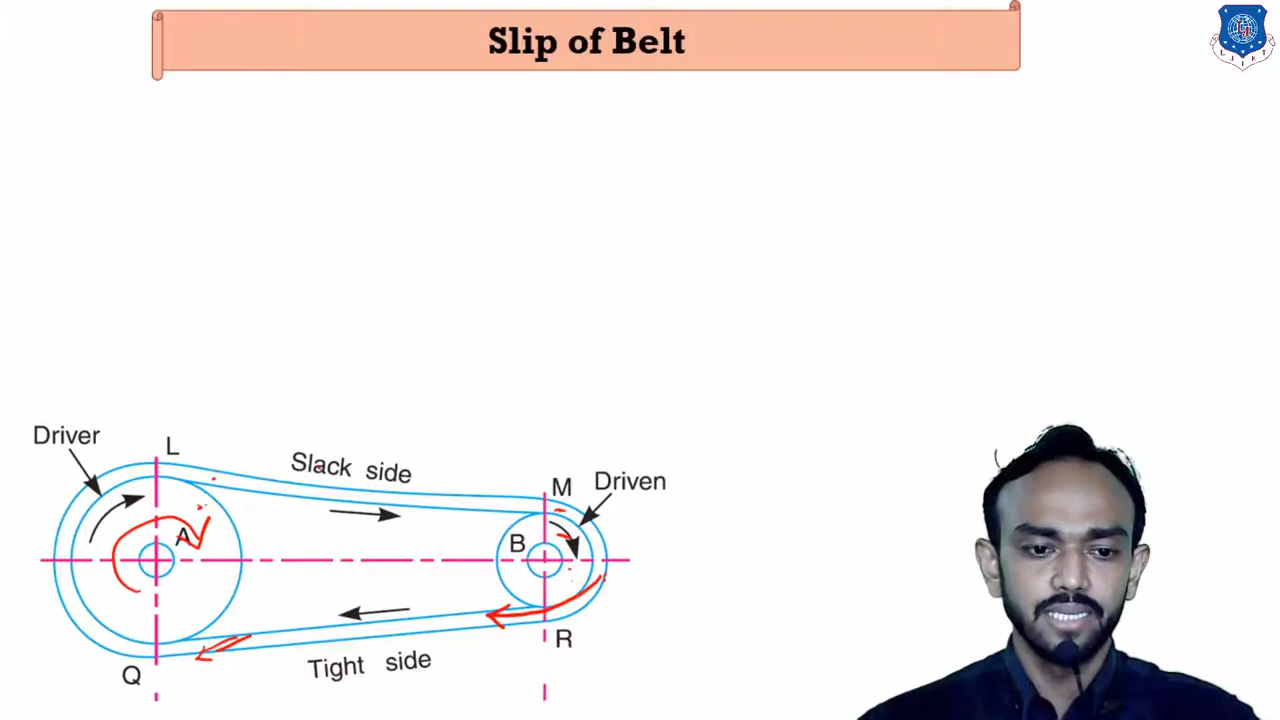 Slip of Belt
L J I E T
Driver
L
Slack side
M
Driven
A
B
Q
Tight side
R